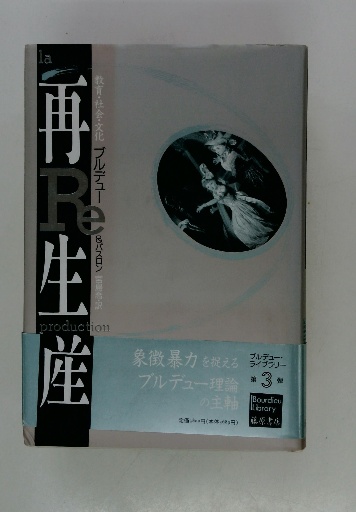 la
再生産
Re
production
教育・社会・文化
ブルデュー
&パスロン
象徴暴力を捉える
ブルデュー理論
の主軸
ブルデュー・
ライブラリー
第3弾
Bourdieu
Library
藤原書店